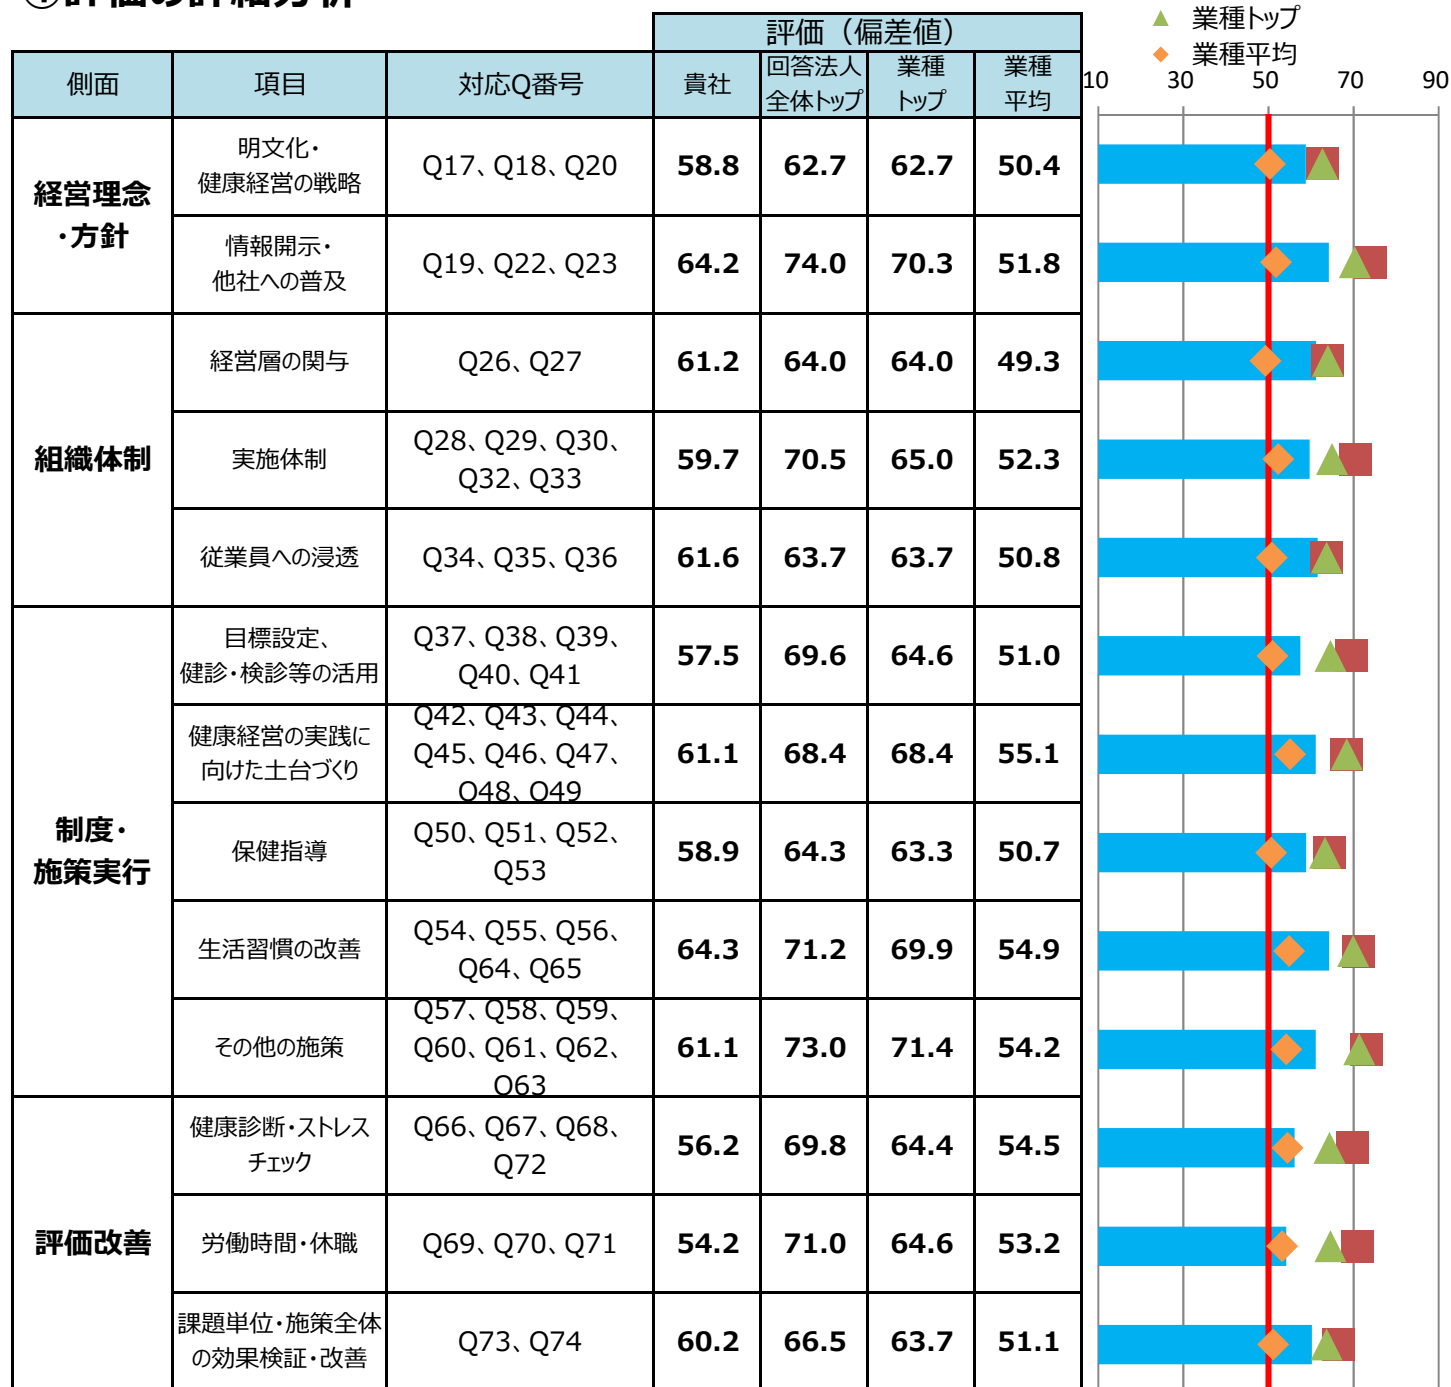 ①評価の詳細分析
▲ 業種トップ
◆ 業種平均
評価（偏差値）
側面 項目 対応Q番号 貴社 回答法人 業種 業種
全体トップ トップ 平均
10 30 50 70 90
経営理念
・方針
明文化・
健康経営の戦略
Q17、Q18、Q20
58.8 62.7 62.7 50.4
情報開示・
他社への普及
Q19、Q22、Q23
64.2 74.0 70.3 51.8
組織体制
経営層の関与
Q26、Q27
61.2 64.0 64.0 49.3
実施体制
Q28、Q29、Q30、
Q32、Q33
59.7 70.5 65.0 52.3
従業員への浸透
Q34、Q35、Q36
61.6 63.7 63.7 50.8
制度・
施策実行
目標設定、
健診・検診等の活用
Q37、Q38、Q39、
Q40、Q41
57.5 69.6 64.6 51.0
健康経営の実践に
向けた土台づくり
Q42、Q43、Q44、
Q45、Q46、Q47、
Q48、Q49
61.1 68.4 68.4 55.1
保健指導
Q50、Q51、Q52、
Q53
58.9 64.3 63.3 50.7
生活習慣の改善
Q54、Q55、Q56、
Q64、Q65
64.3 71.2 69.9 54.9
その他の施策
Q57、Q58、Q59、
Q60、Q61、Q62、
Q63
61.1 73.0 71.4 54.2
評価改善
健康診断・ストレス
チェック
Q66、Q67、Q68、
Q72
56.2 69.8 64.4 54.5
労働時間・休職
Q69、Q70、Q71
54.2 71.0 64.6 53.2
課題単位・施策全体
の効果検証・改善
Q73、Q74
60.2 66.5 63.7 51.1